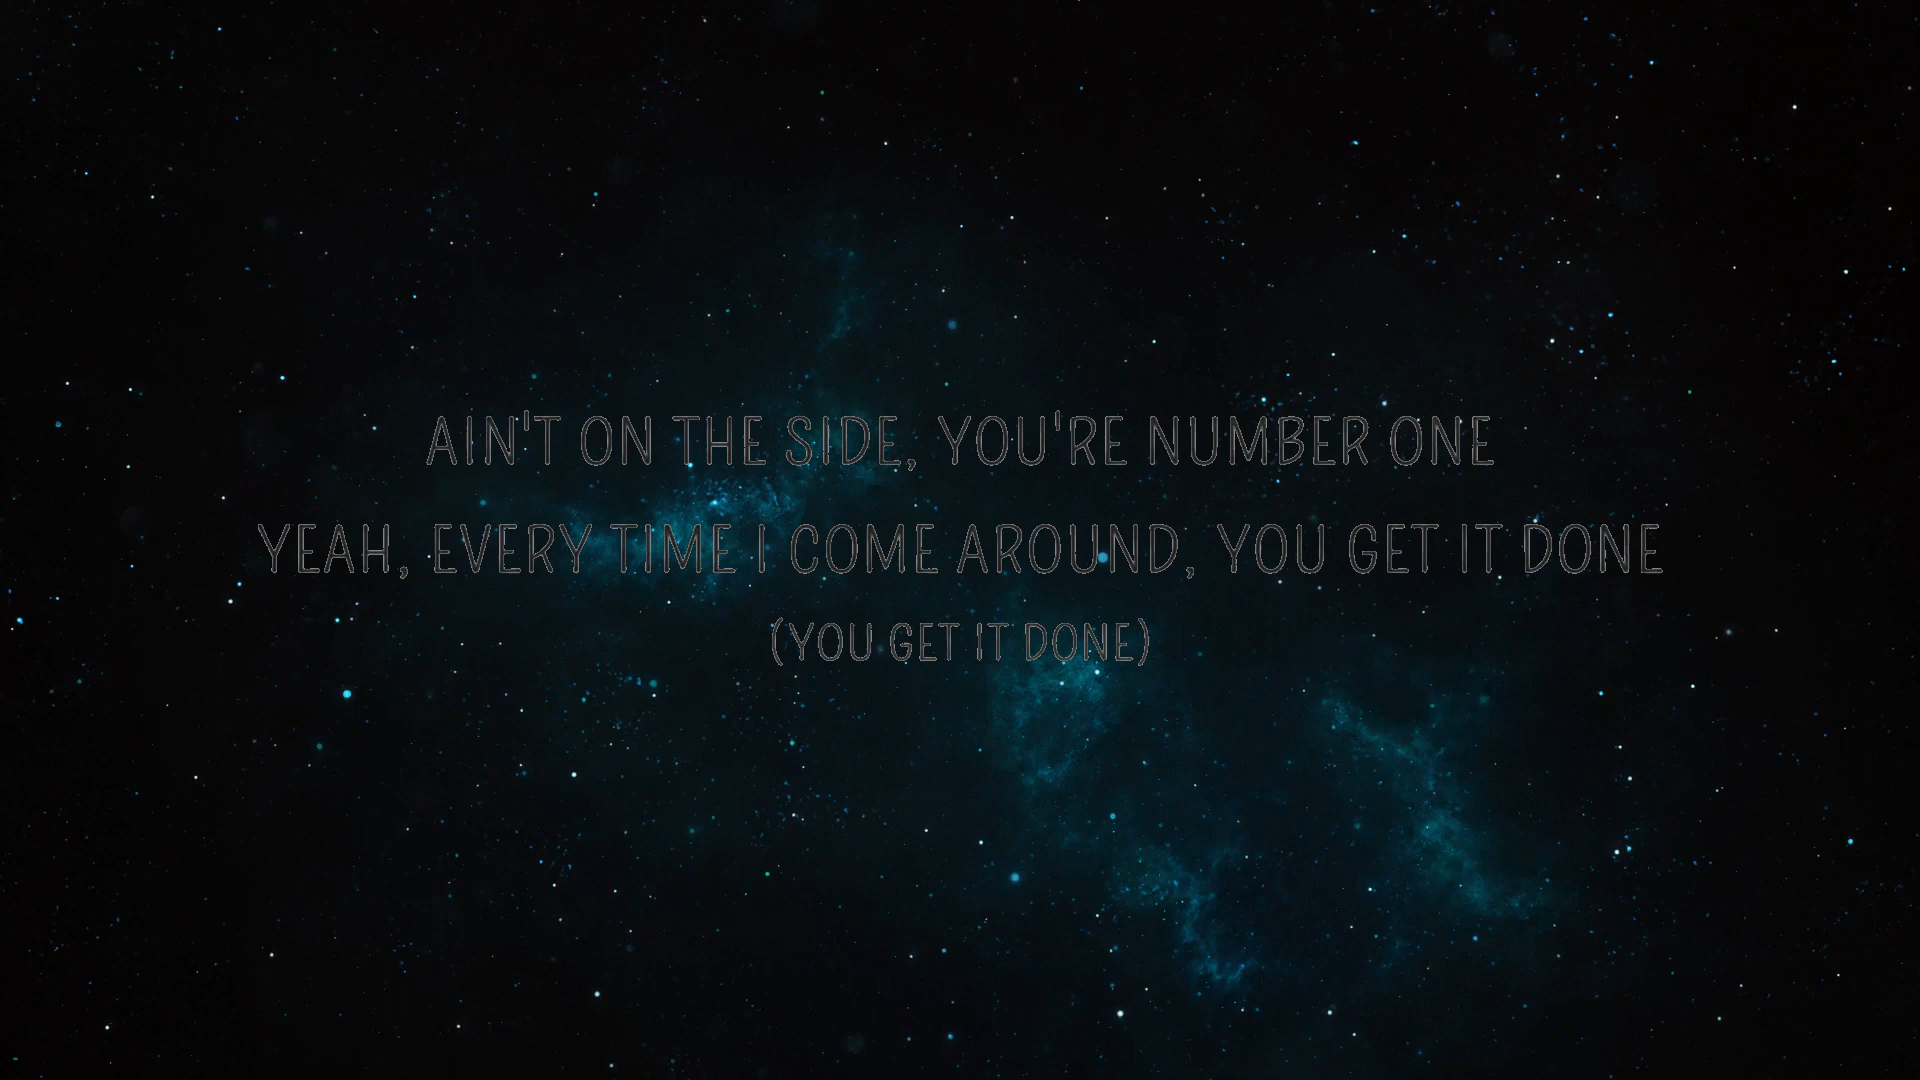 AIN'T ON THE SIDE, YOU'RE NUMBER ONE
YEAH, EVERY TIME I COME AROUND, YOU GET IT DONE
(YOU GET IT DONE)